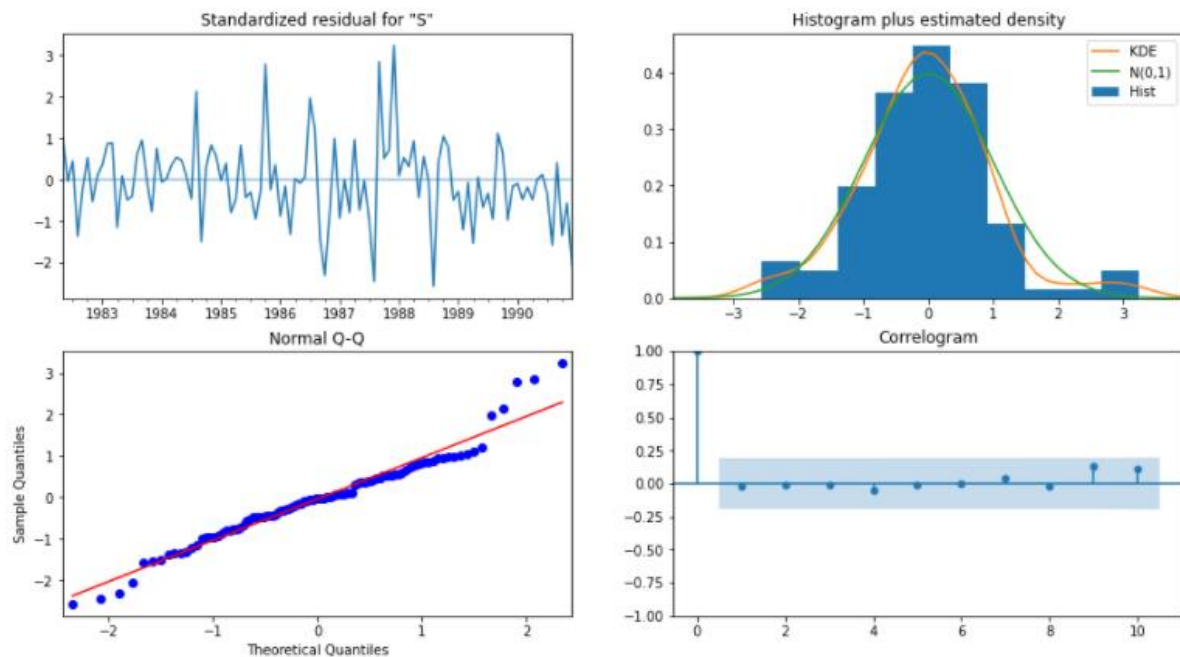 Standardized residual for "S"
3
2
1
0
−1
−2
1983 1984 1985 1986 1987 1988 1989 1990
Histogram plus estimated density
KDE
N(0,1)
Hist
0.4
0.3
0.2
0.1
0.0
−3 −2 −1 0 1 2 3
Normal Q-Q
Sample Quantiles
3
2
1
0
−1
−2
−2 −1 0 1 2
Theoretical Quantiles
Correlogram
1.00
0.75
0.50
0.25
0.00
−0.25
−0.50
−0.75
−1.00
0 2 4 6 8 10